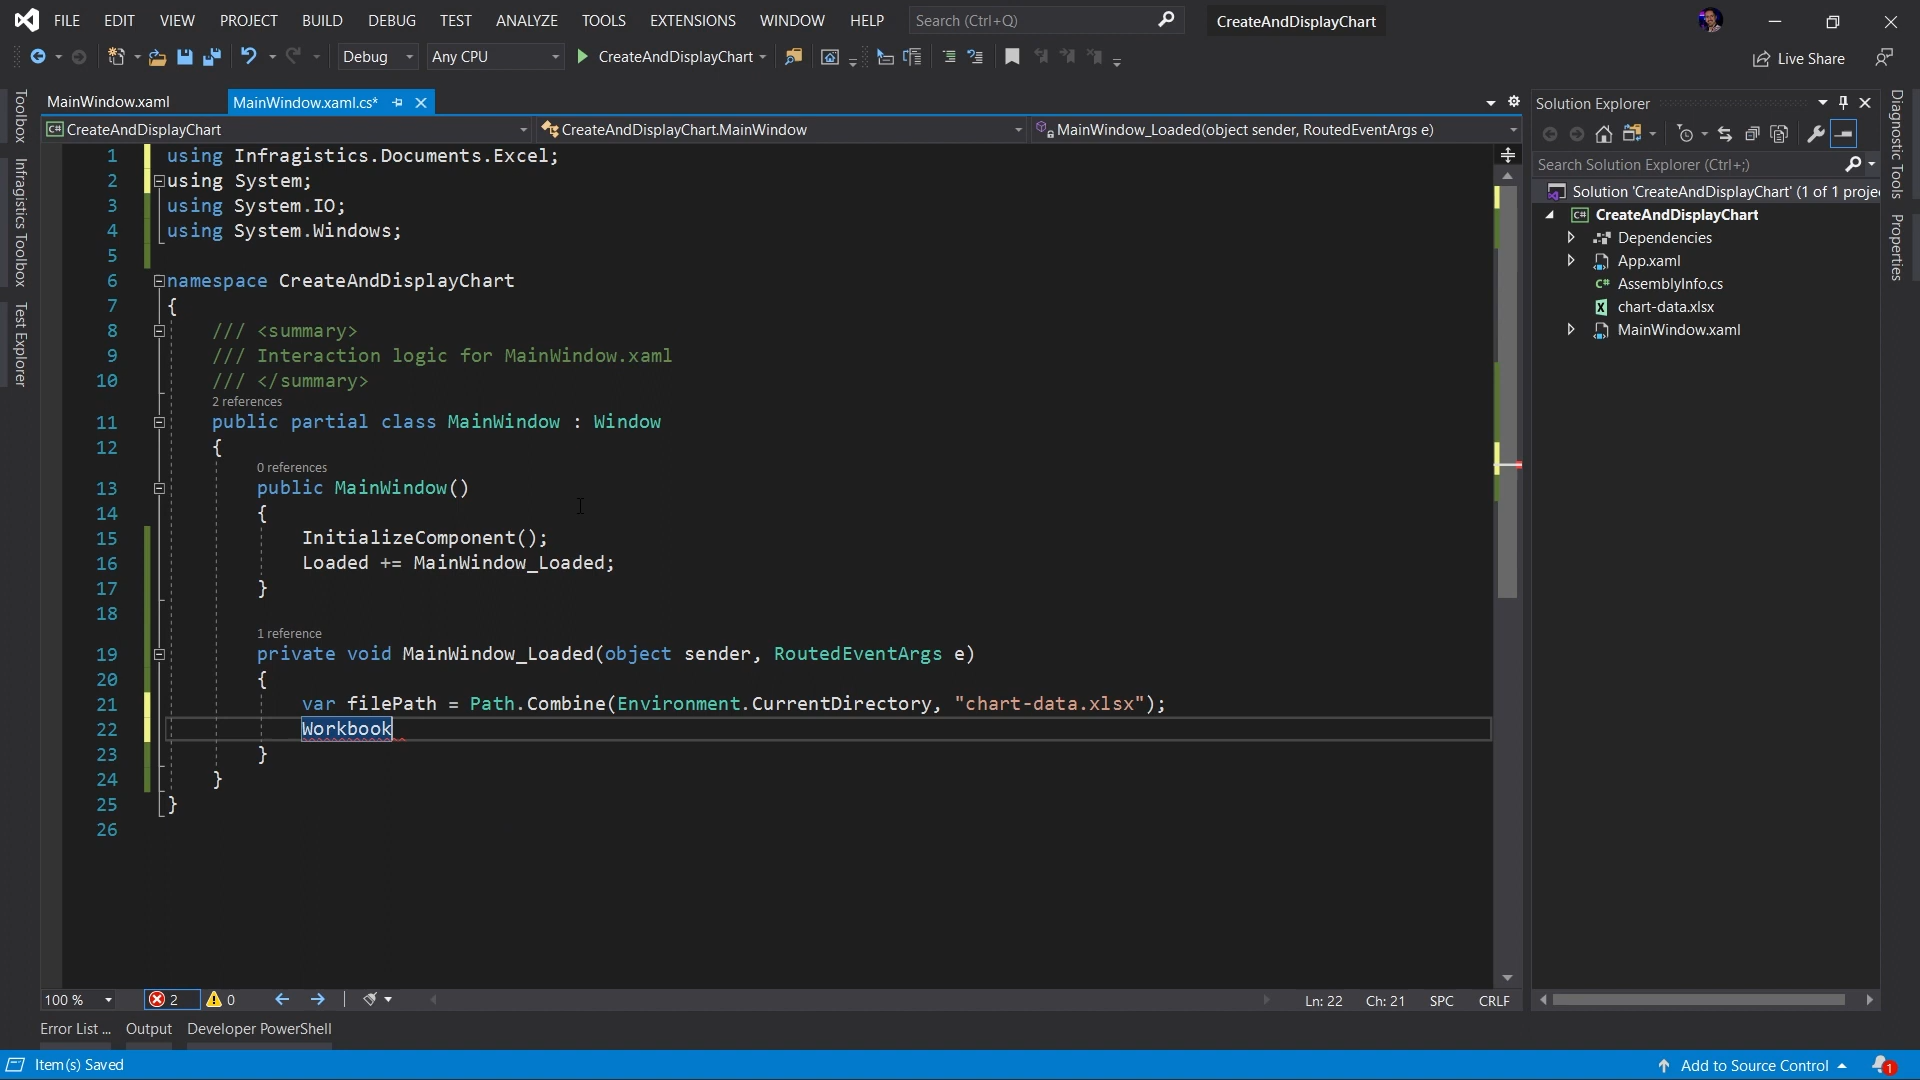 FILE EDIT VIEW PROJECT BUILD DEBUG TEST ANALYZE TOOLS EXTENSIONS WINDOW HELP Search (Ctrl+Q) CreateAndDisplayChart
Debug Any CPU CreateAndDisplayChart Live Share
MainWindow.xaml MainWindow.xaml.cs*
C# CreateAndDisplayChart CreateAndDisplayChart.MainWindow MainWindow_Loaded(object sender, RoutedEventArgs e)
Toolbox
Infragistics Toolbox
Test Explorer
1 using Infragistics.Documents.Excel;
2 using System;
3 using System.IO;
4 using System.Windows;
5
6 namespace CreateAndDisplayChart
7 {
8 /// <summary>
9 /// Interaction logic for MainWindow.xaml
10 /// </summary>
2 references
11 public partial class MainWindow : Window
12 {
0 references
13 public MainWindow()
14 {
15 InitializeComponent();
16 Loaded += MainWindow_Loaded;
17 }
18
1 reference
19 private void MainWindow_Loaded(object sender, RoutedEventArgs e)
20 {
21 var filePath = Path.Combine(Environment.CurrentDirectory, "chart-data.xlsx");
22 Workbook
23 }
24 }
25 }
26
100 % 2 0 Ln: 22 Ch: 21 SPC CRLF
Solution Explorer
Search Solution Explorer (Ctrl+;)
Solution 'CreateAndDisplayChart' (1 of 1 proje
C# CreateAndDisplayChart
Dependencies
App.xaml
C# AssemblyInfo.cs
chart-data.xlsx
MainWindow.xaml
Diagnostic Tools
Properties
Error List ... Output Developer PowerShell
Item(s) Saved Add to Source Control 1